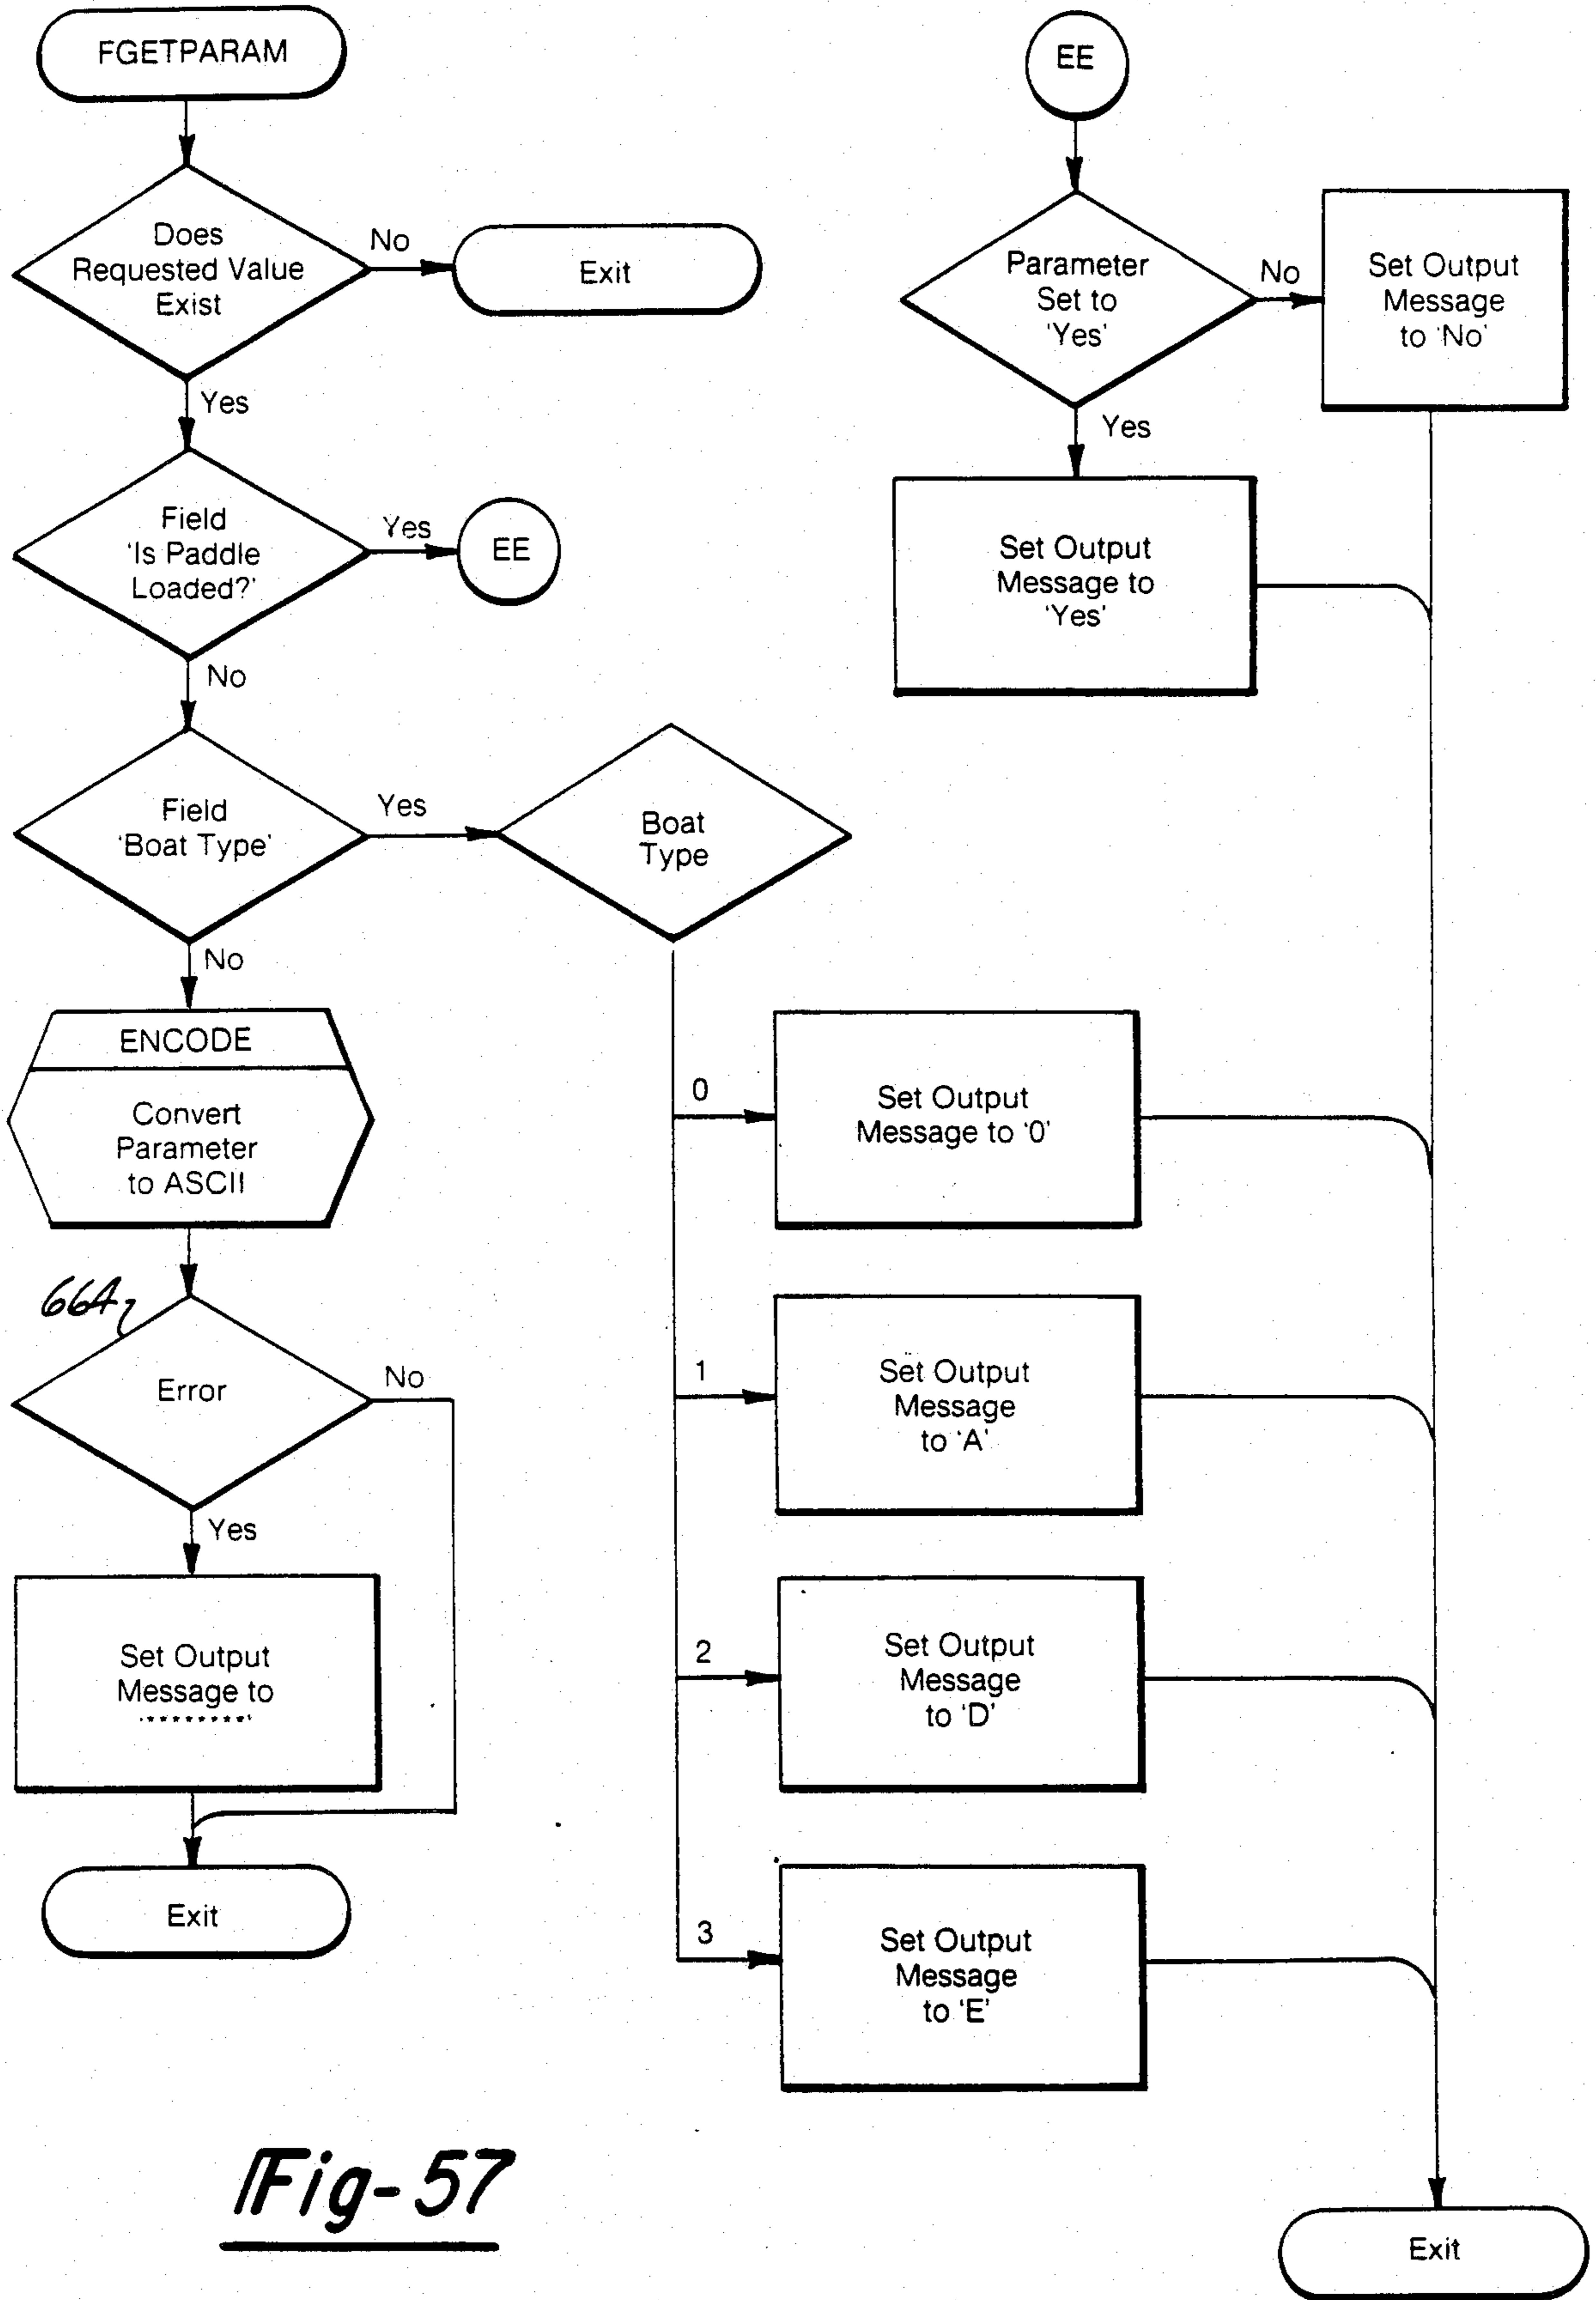 FGETPARAM
Does
Requested Value
Exist
No
Exit
Yes
Field
'Is Paddle
Loaded?'
Yes
EE
No
Field
'Boat Type'
Yes
Boat
Type
No
ENCODE
Convert
Parameter
to ASCII
664
Error
No
Yes
Set Output
Message to
'********'
Exit
0
Set Output
Message to '0'
1
Set Output
Message
to 'A'
2
Set Output
Message
to 'D'
3
Set Output
Message
to 'E'
EE
Parameter
Set to
'Yes'
No
Set Output
Message
to 'No'
Yes
Set Output
Message to
'Yes'
Exit
Fig-57